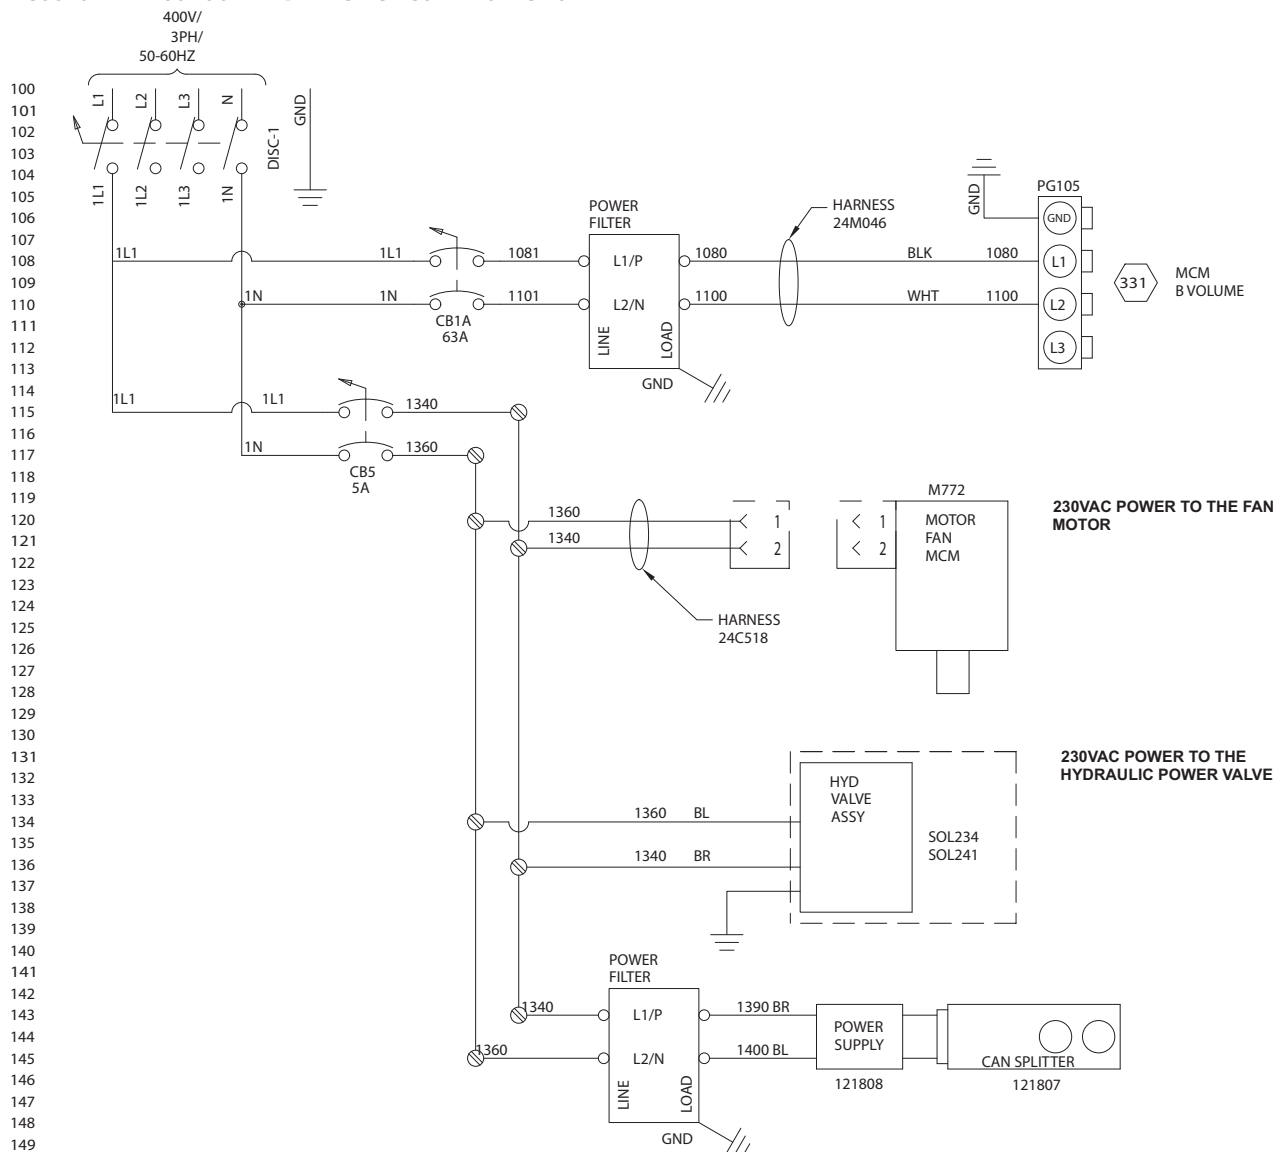 400V/
3PH/
50-60HZ
100
101
102
103
104
105
106
107
108
109
110
111
112
113
114
115
116
117
118
119
120
121
122
123
124
125
126
127
128
129
130
131
132
133
134
135
136
137
138
139
140
141
142
143
144
145
146
147
148
149
L1
L2
L3
N
GND
DISC-1
1L1
1L2
1L3
1N
1L1
1L1
1081
1N
1N
1101
CB1A
63A
POWER
FILTER
L1/P
L2/N
LINE
LOAD
GND
1080
1100
HARNESS
24M046
BLK
1080
WHT
1100
GND
PG105
GND
L1
L2
L3
331
MCM
B VOLUME
1L1
1L1
1340
1N
1360
CB5
5A
1360
1340
1
2
HARNESS
24C518
1
2
M772
MOTOR
FAN
MCM
230VAC POWER TO THE FAN
MOTOR
230VAC POWER TO THE
HYDRAULIC POWER VALVE
HYD
VALVE
ASSY
SOL234
SOL241
1360 BL
1340 BR
POWER
FILTER
1340
1360
L1/P
L2/N
LINE
LOAD
GND
1390 BR
1400 BL
POWER
SUPPLY
121808
CAN SPLITTER
121807